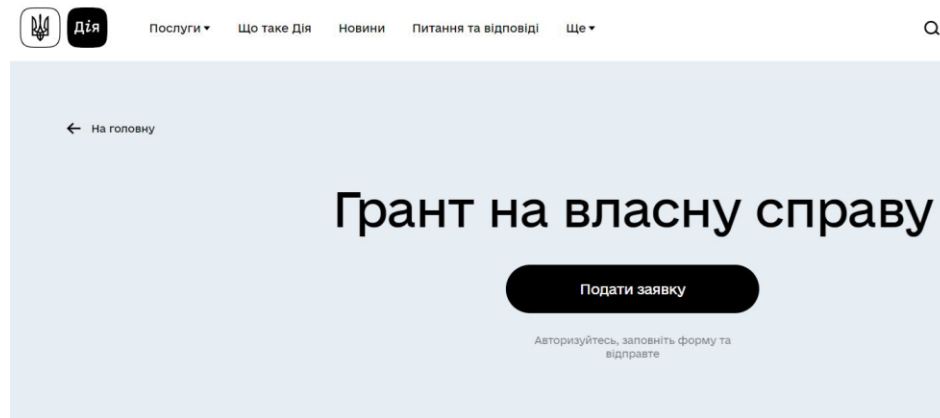 Дія
Послуги ▾ Що таке Дія Новини Питання та відповіді Ще ▾
← На головну
Грант на власну справу
Подати заявку
Авторизуйтесь, заповніть форму та
відправте